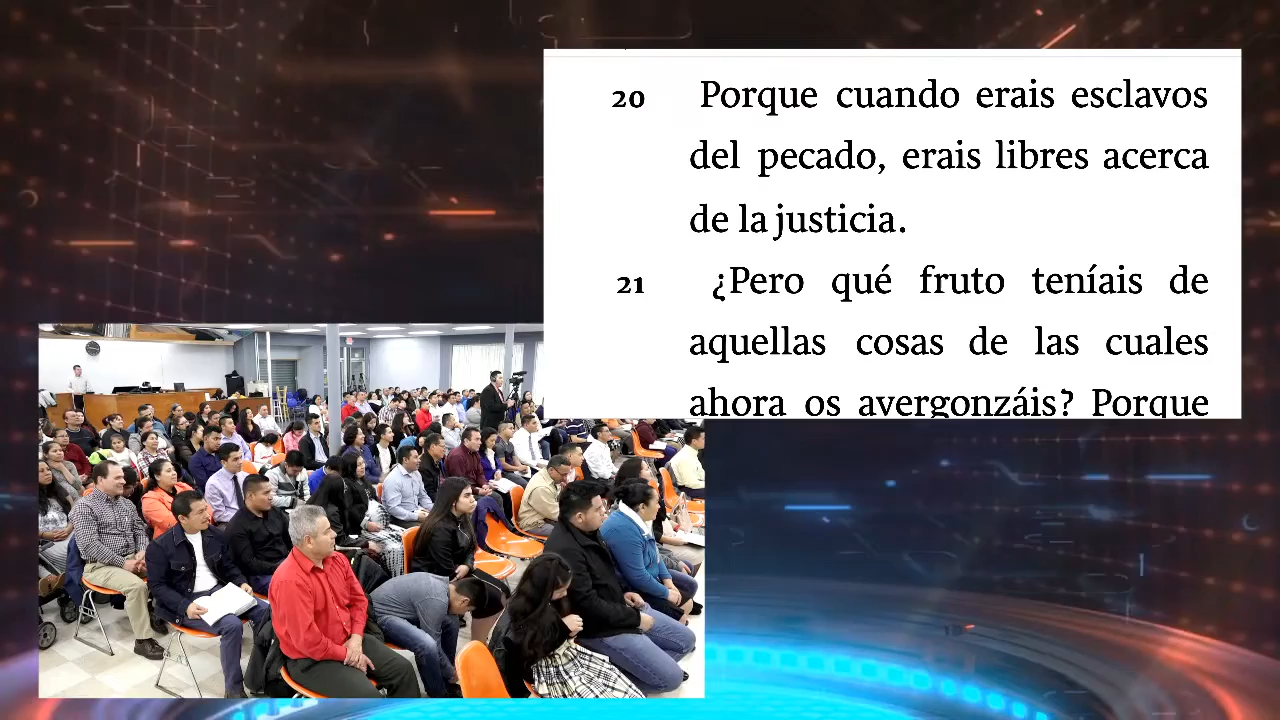 20 Porque cuando erais esclavos
del pecado, erais libres acerca
de la justicia.
21 ¿Pero qué fruto teníais de
aquellas cosas de las cuales
ahora os avergonzáis? Porque